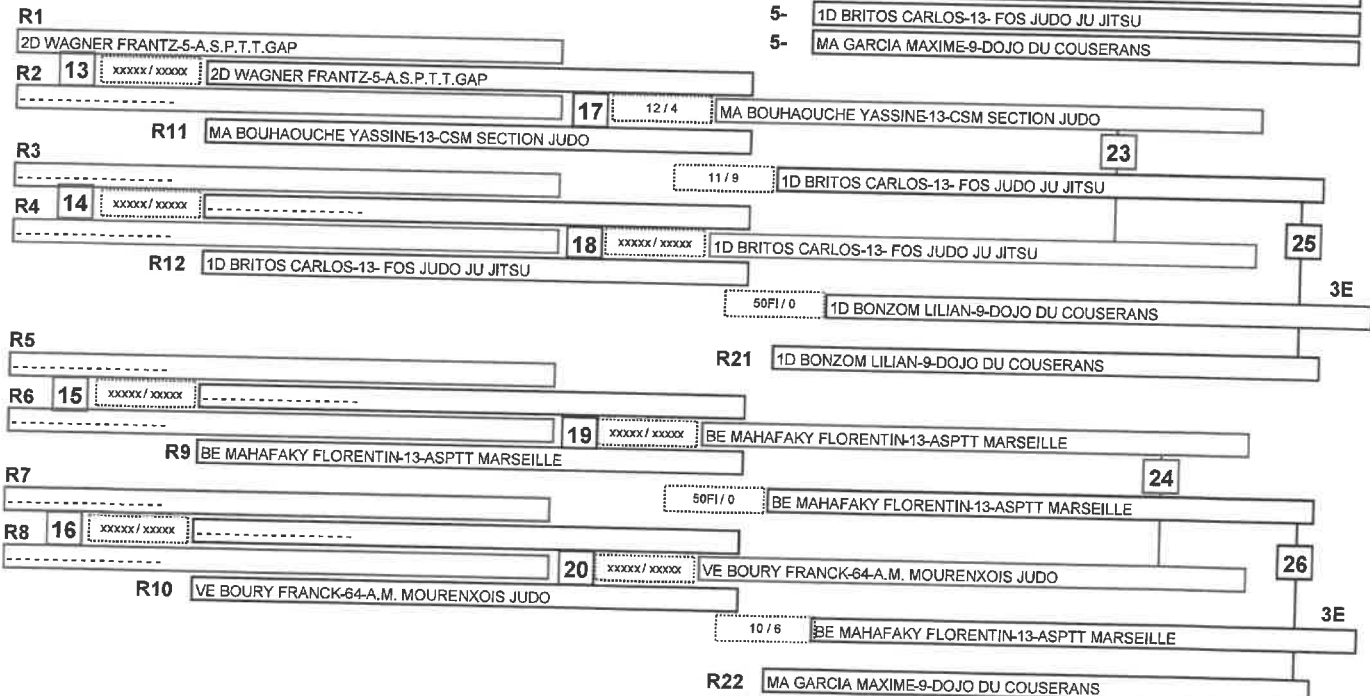 5- 1D BRITOS CARLOS-13- FOS JUDO JU JITSU
5- MA GARCIA MAXIME-9-DOJO DU COUSERANS
R1
2D WAGNER FRANTZ-5-A.S.P.T.T.GAP
R2 13 xxxxx / xxxxx 2D WAGNER FRANTZ-5-A.S.P.T.T.GAP
------------------- 17 12 / 4 MA BOUHAOUCHE YASSINE-13-CSM SECTION JUDO
R11 MA BOUHAOUCHE YASSINE-13-CSM SECTION JUDO
23
R3
------------------- 11 / 9 1D BRITOS CARLOS-13- FOS JUDO JU JITSU
R4 14 xxxxx / xxxxx -------------------
------------------- 18 xxxxx / xxxxx 1D BRITOS CARLOS-13- FOS JUDO JU JITSU
25
R12 1D BRITOS CARLOS-13- FOS JUDO JU JITSU
3E
50FI / 0 1D BONZOM LILIAN-9-DOJO DU COUSERANS
R5
R21 1D BONZOM LILIAN-9-DOJO DU COUSERANS
-------------------
R6 15 xxxxx / xxxxx -------------------
------------------- 19 xxxxx / xxxxx BE MAHAFAKY FLORENTIN-13-ASPTT MARSEILLE
R9 BE MAHAFAKY FLORENTIN-13-ASPTT MARSEILLE
24
R7
------------------- 50FI / 0 BE MAHAFAKY FLORENTIN-13-ASPTT MARSEILLE
R8 16 xxxxx / xxxxx -------------------
------------------- 20 xxxxx / xxxxx VE BOURY FRANCK-64-A.M. MOURENXOIS JUDO
26
R10 VE BOURY FRANCK-64-A.M. MOURENXOIS JUDO
3E
10 / 6 BE MAHAFAKY FLORENTIN-13-ASPTT MARSEILLE
R22 MA GARCIA MAXIME-9-DOJO DU COUSERANS